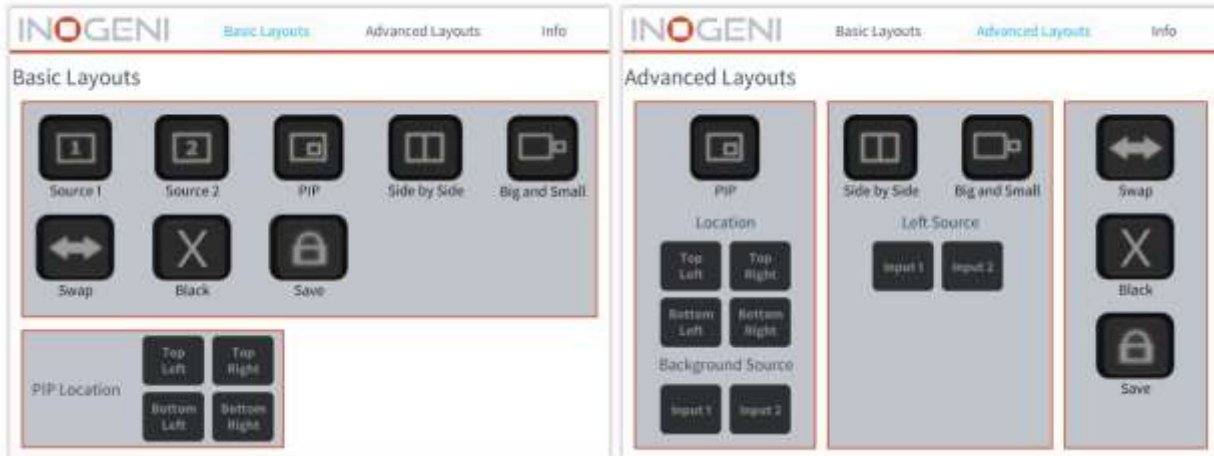 INOGENI Basic Layouts Advanced Layouts Info
Basic Layouts
1 2
Source 1 Source 2 PIP Side by Side Big and Small
X
Swap Black Save
PIP Location
Top Left
Top Right
Bottom Left
Bottom Right
INOGENI Basic Layouts Advanced Layouts Info
Advanced Layouts
PIP
Location
Top Left
Top Right
Bottom Left
Bottom Right
Background Source
Input 1 Input 2
Side by Side Big and Small
Left Source
Input 1 Input 2
Swap
X
Black
Save